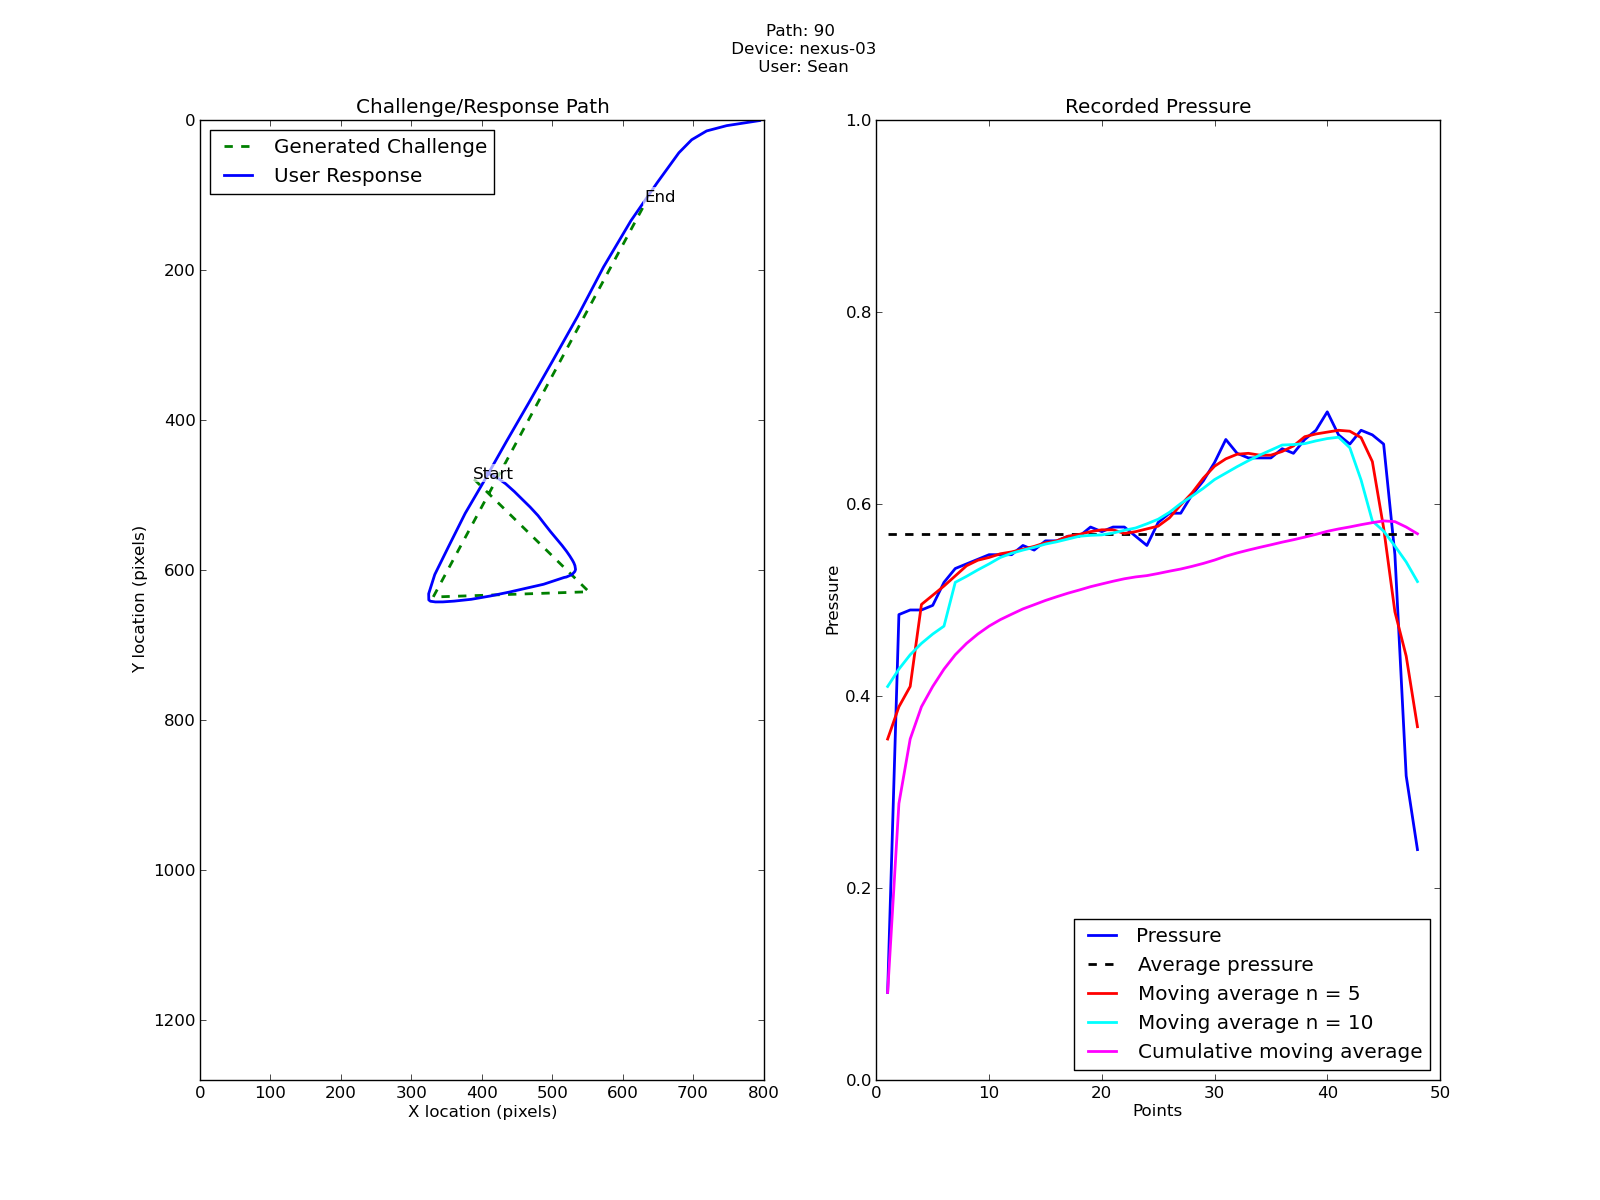 Path: 90
Device: nexus-03
User: Sean
Challenge/Response Path
Generated Challenge
User Response
End
Start
0
200
400
600
800
1000
1200
Y location (pixels)
0 100 200 300 400 500 600 700 800
X location (pixels)
Recorded Pressure
1.0
0.8
0.6
0.4
0.2
0.0
Pressure
Pressure
Average pressure
Moving average n = 5
Moving average n = 10
Cumulative moving average
0 10 20 30 40 50
Points